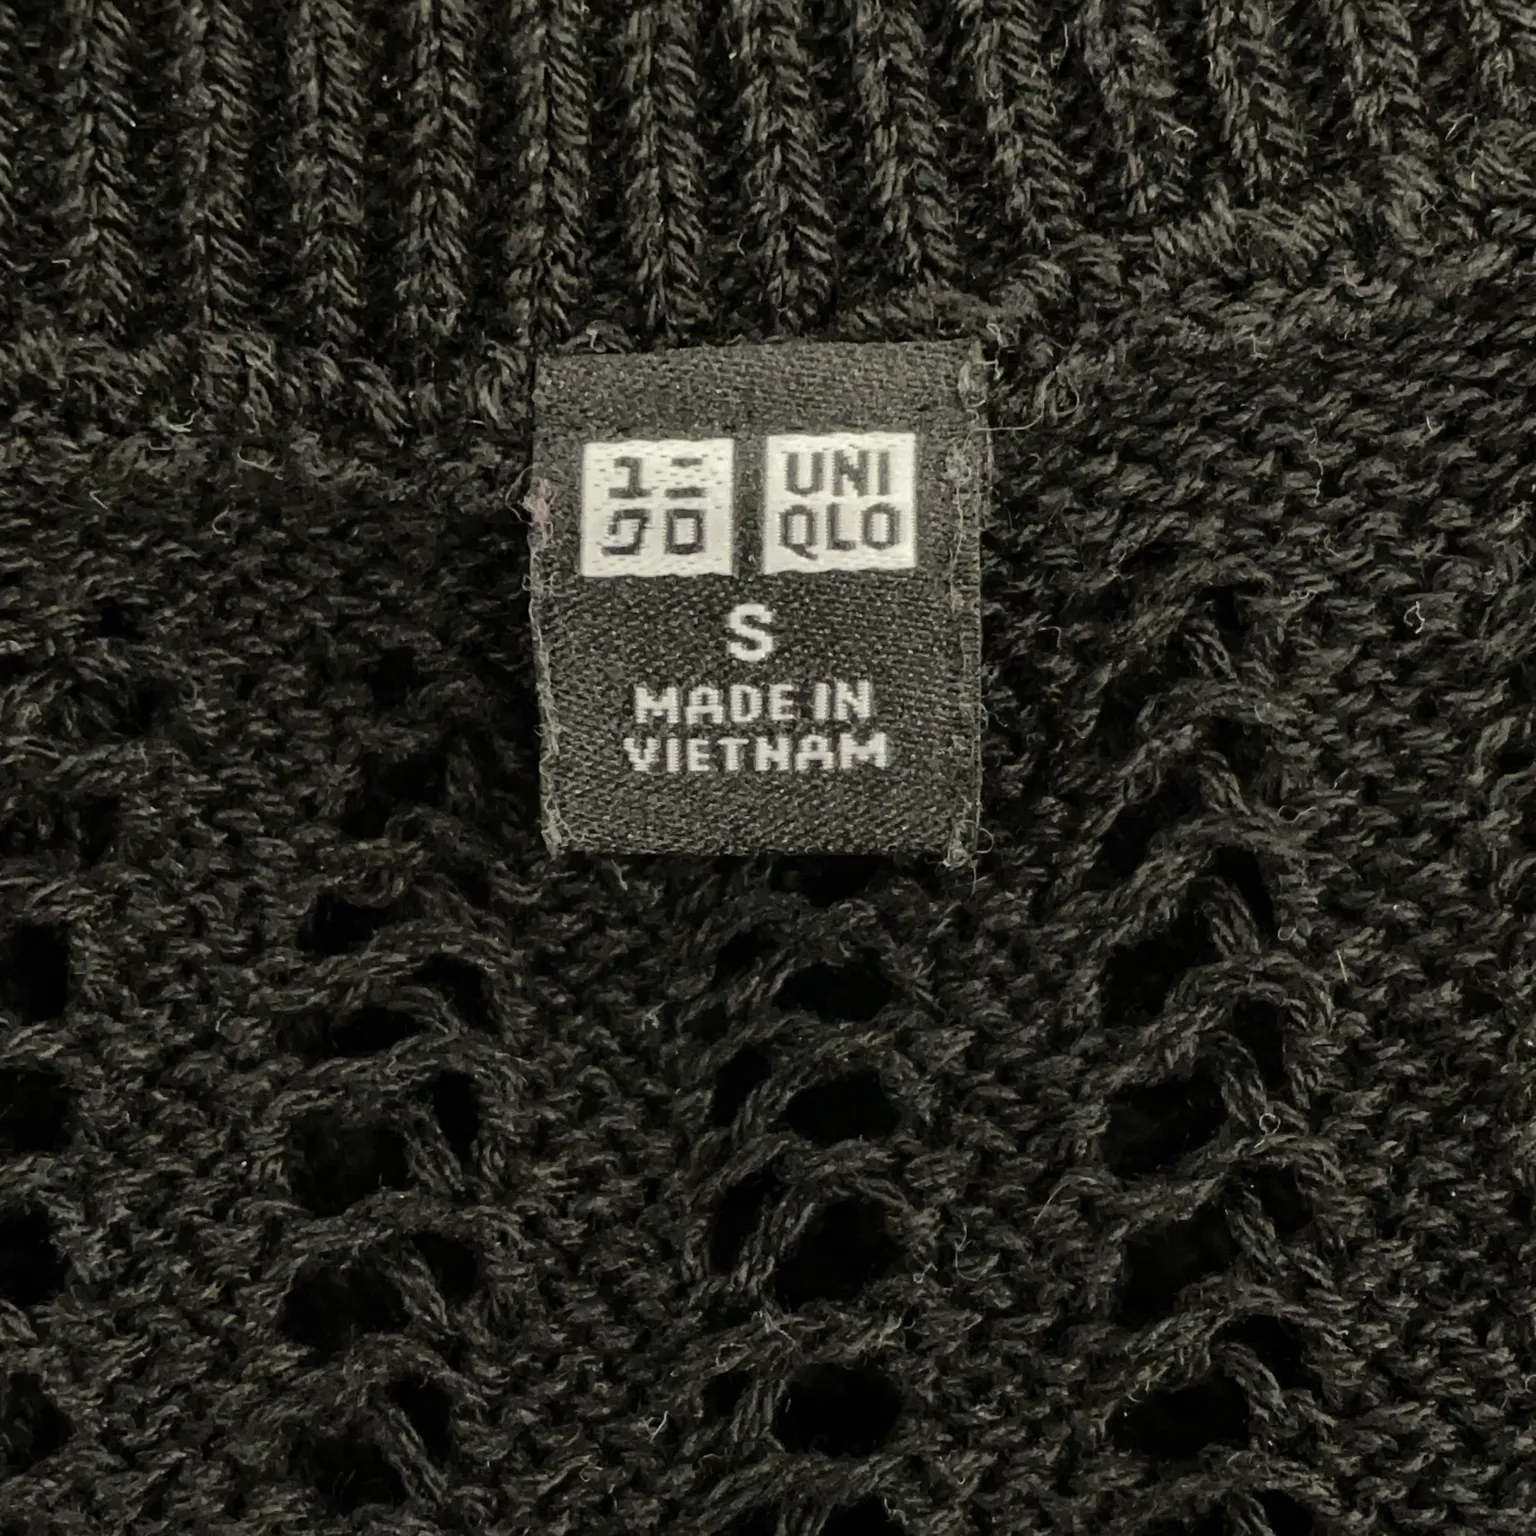 ユニ
クロ
UNI
QLO
S
MADE IN
VIETNAM